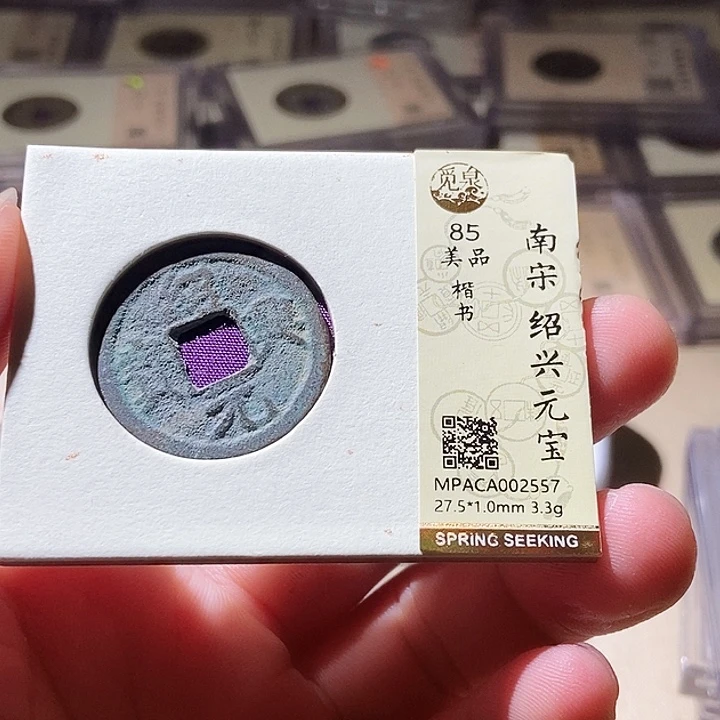 觅泉
85
美品
楷书
南宋 绍兴元宝
MPACA002557
27.5*1.0mm 3.3g
SPRING SEEKING